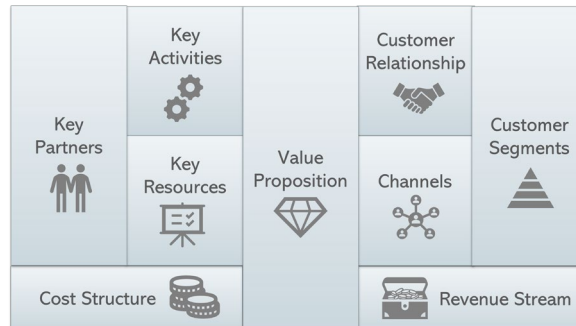 Key
Partners
Key
Activities
Key
Resources
Value
Proposition
Customer
Relationship
Channels
Customer
Segments
Cost Structure
Revenue Stream